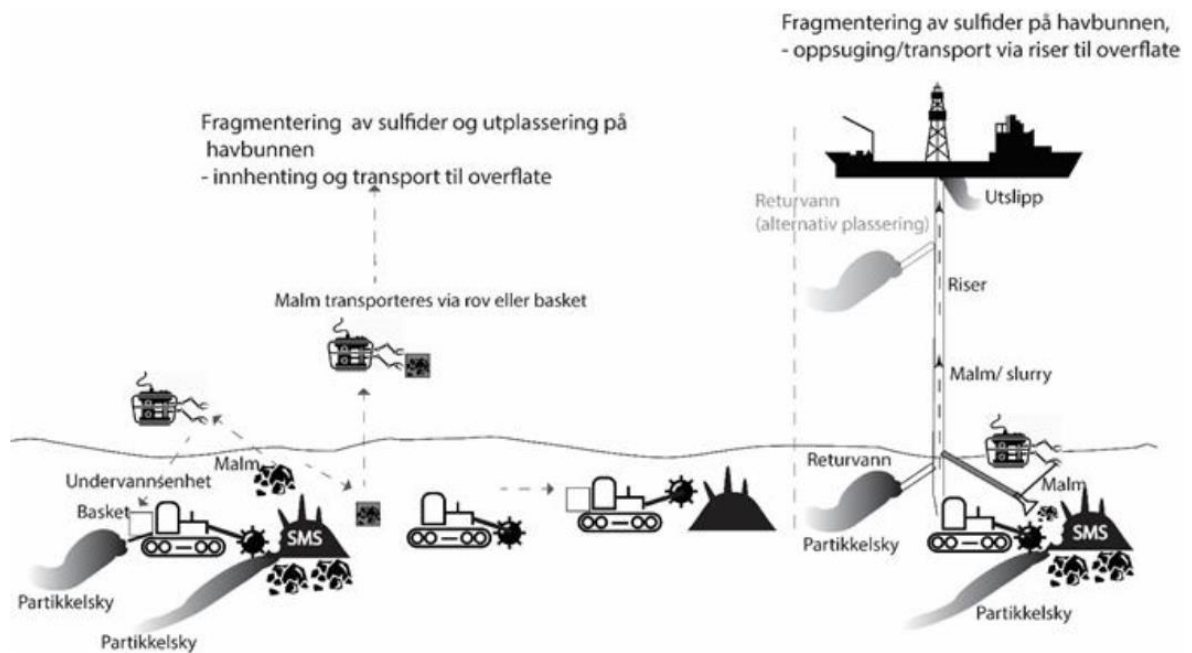 Fragmentering av sulfider på havbunnen,
- oppsuging/transport via riser til overflate
Fragmentering av sulfider og utplassering på
havbunnen
- innhenting og transport til overflate
Returvann
(alternativ plassering)
Utslipp
Riser
Malm transporteres via rov eller basket
Malm/ slurry
Malm
Undervannsenhet
Basket
SMS
Partikkelsky
Partikkelsky
Returvann
Malm
Partikkelsky
SMS
Partikkelsky